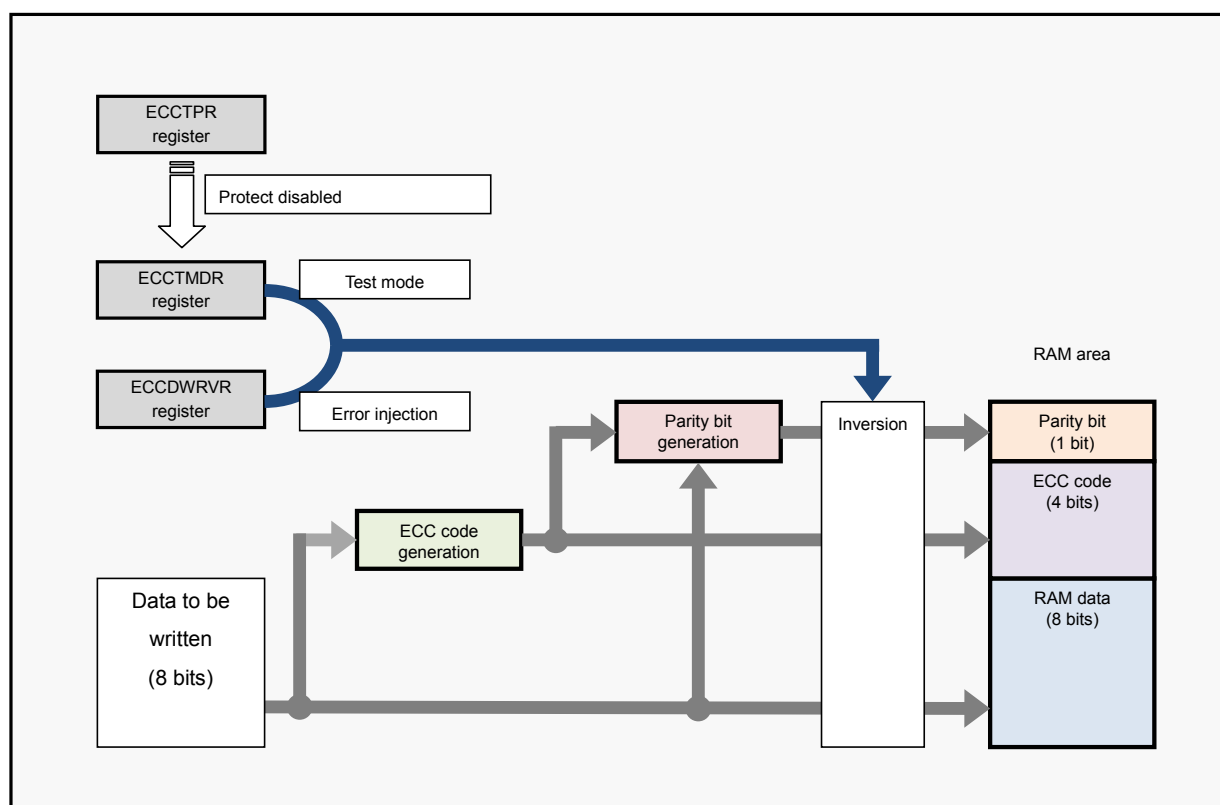 ECCTPR
register
Protect disabled
ECCTMDR
register
Test mode
RAM area
ECCDWRVR
register
Error injection
Parity bit
generation
Inversion
Parity bit
(1 bit)
ECC code
generation
ECC code
(4 bits)
Data to be
written
(8 bits)
RAM data
(8 bits)